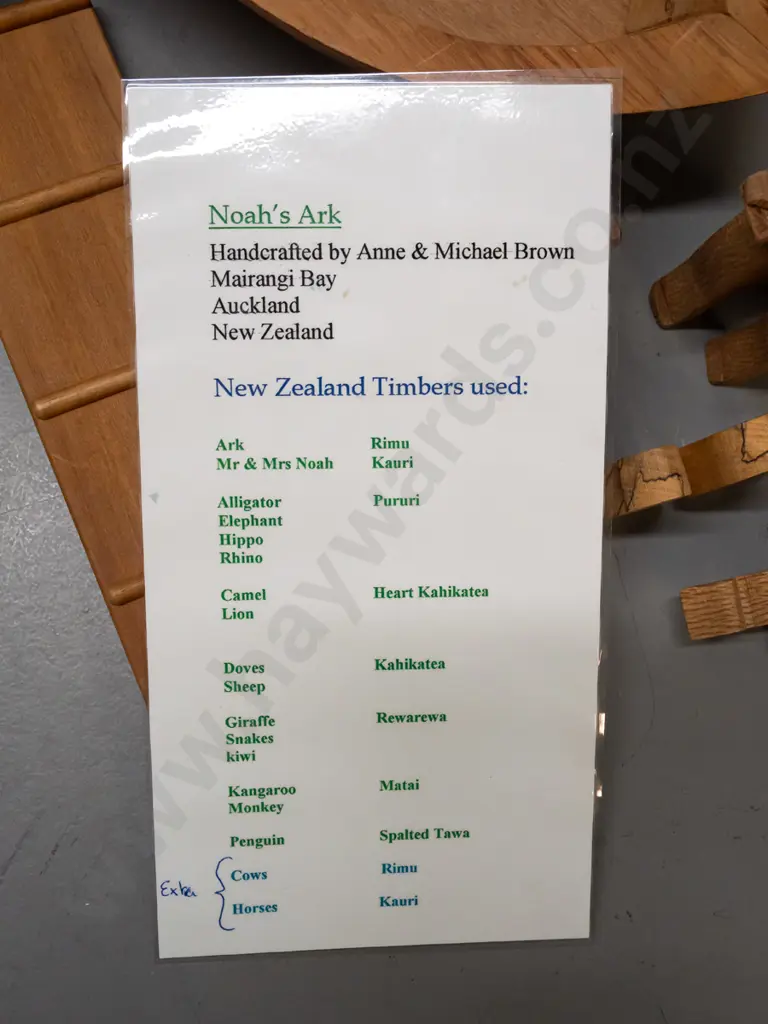 Noah's Ark
Handcrafted by Anne & Michael Brown
Mairangi Bay
Auckland
New Zealand
New Zealand Timbers used:
Ark Rimu
Mr & Mrs Noah Kauri
Alligator Pururi
Elephant
Hippo
Rhino
Camel Heart Kahikatea
Lion
Doves Kahikatea
Sheep
Giraffe Rewarewa
Snakes
kiwi
Kangaroo Matai
Monkey
Penguin Spalted Tawa
Extra
Cows Rimu
Horses Kauri
www.haywards.co.nz